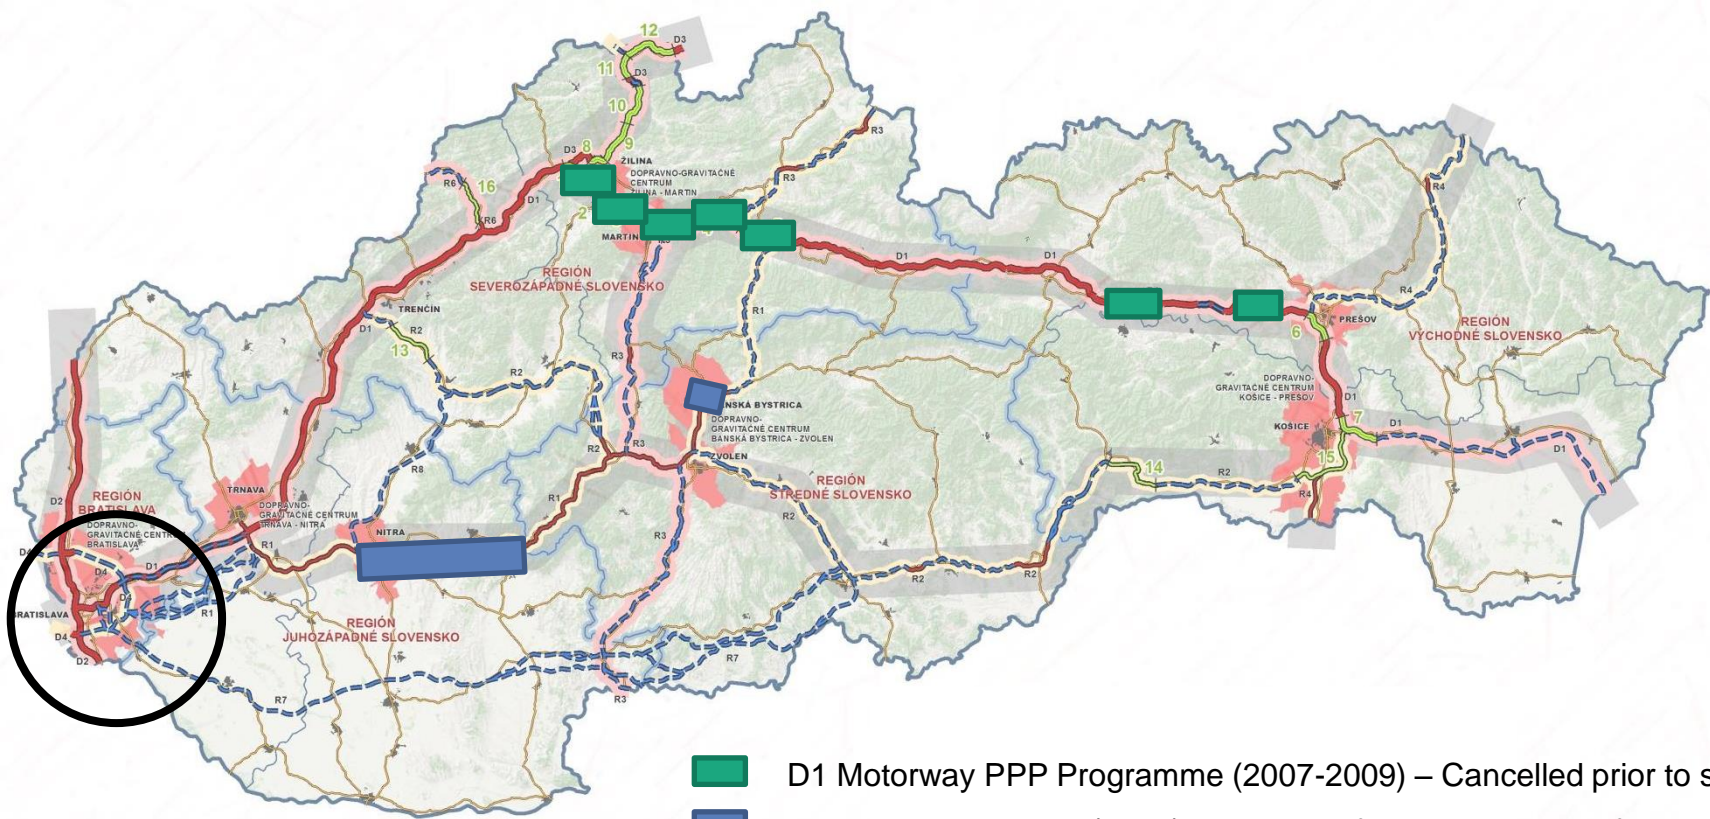 12
D3
11
D3
10
9
8
D3
ŽILINA
DOPRAVNO-GRAVITAČNÉ
CENTRUM
ŽILINA - MARTIN
R3
R3
R6
16
D1
R6
2
MARTIN
R4
REGIÓN
SEVEROZÁPADNÉ SLOVENSKO
D1
D1
R4
TRENČÍN
D1
R2
13
R1
6
PREŠOV
REGIÓN
VÝCHODNÉ SLOVENSKO
R3
R2
DOPRAVNO-
GRAVITAČNÉ CENTRUM
KOŠICE - PREŠOV
D1
BANSKÁ BYSTRICA
DOPRAVNO-
GRAVITAČNÉ CENTRUM
BANSKÁ BYSTRICA - ZVOLEN
7
KOŠICE
D1
D1
R2
R3
ZVOLEN
R8
14
R2
15
R4
REGIÓN
STREDNÉ SLOVENSKO
D2
REGIÓN
BRATISLAVA
TRNAVA
DOPRAVNO-
GRAVITAČNÉ CENTRUM
TRNAVA - NITRA
R1
R2
DOPRAVNO-
GRAVITAČNÉ CENTRUM
BRATISLAVA
NITRA
R1
R3
D4
D1
D4
R2
R2
BRATISLAVA
R1
D4
D2
REGIÓN
JUHOZÁPADNÉ SLOVENSKO
R7
R7
R3
D1 Motorway PPP Programme (2007-2009) – Cancelled prior to s